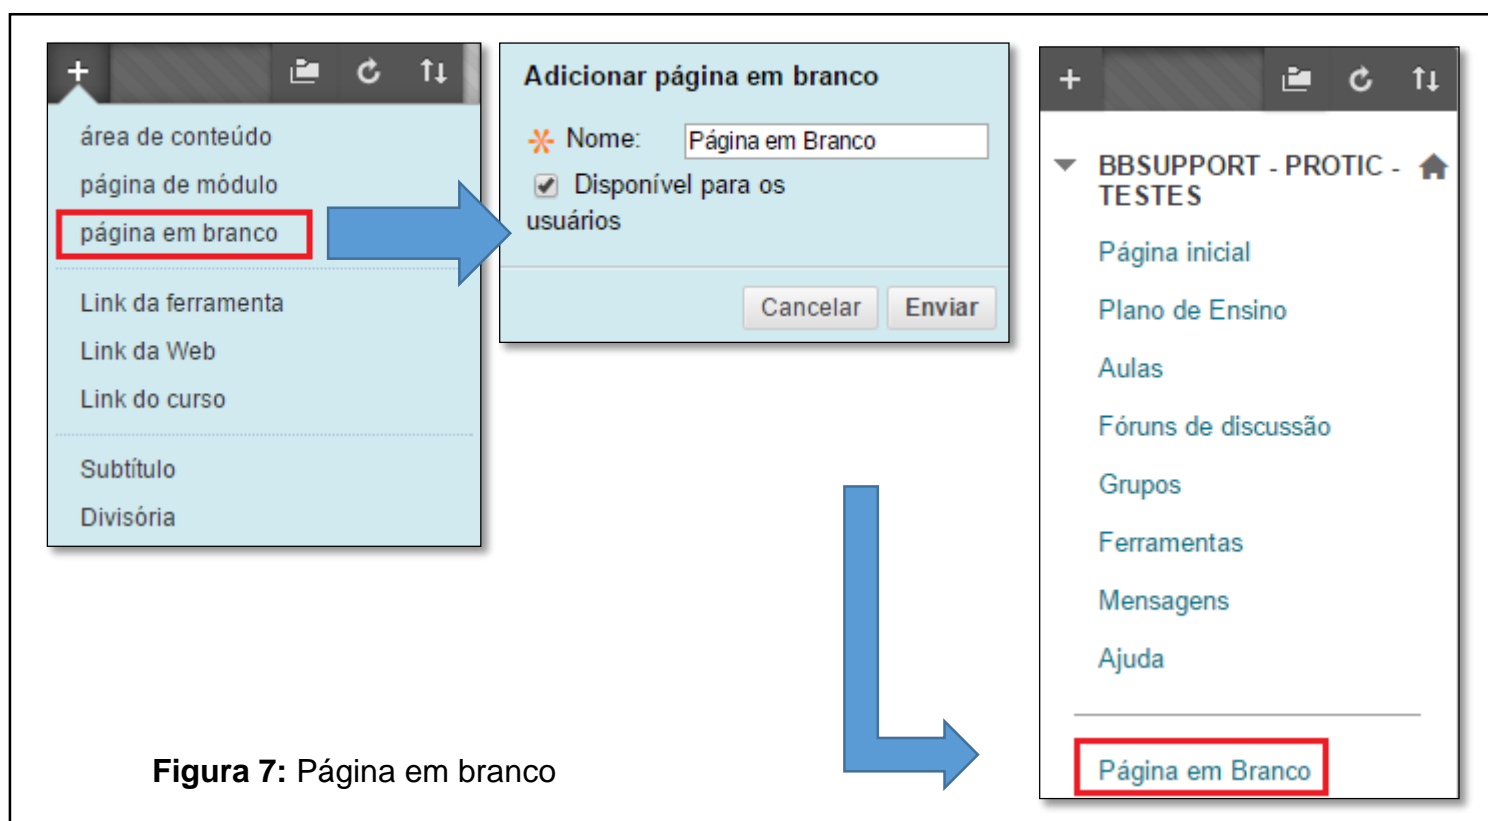 +
área de conteúdo
página de módulo
página em branco
Link da ferramenta
Link da Web
Link do curso
Subtítulo
Divisória
Adicionar página em branco
Nome: Página em Branco
Disponível para os
usuários
Cancelar Enviar
+
BBSUPPORT - PROTIC -
TESTES
Página inicial
Plano de Ensino
Aulas
Fóruns de discussão
Grupos
Ferramentas
Mensagens
Ajuda
Página em Branco
Figura 7: Página em branco